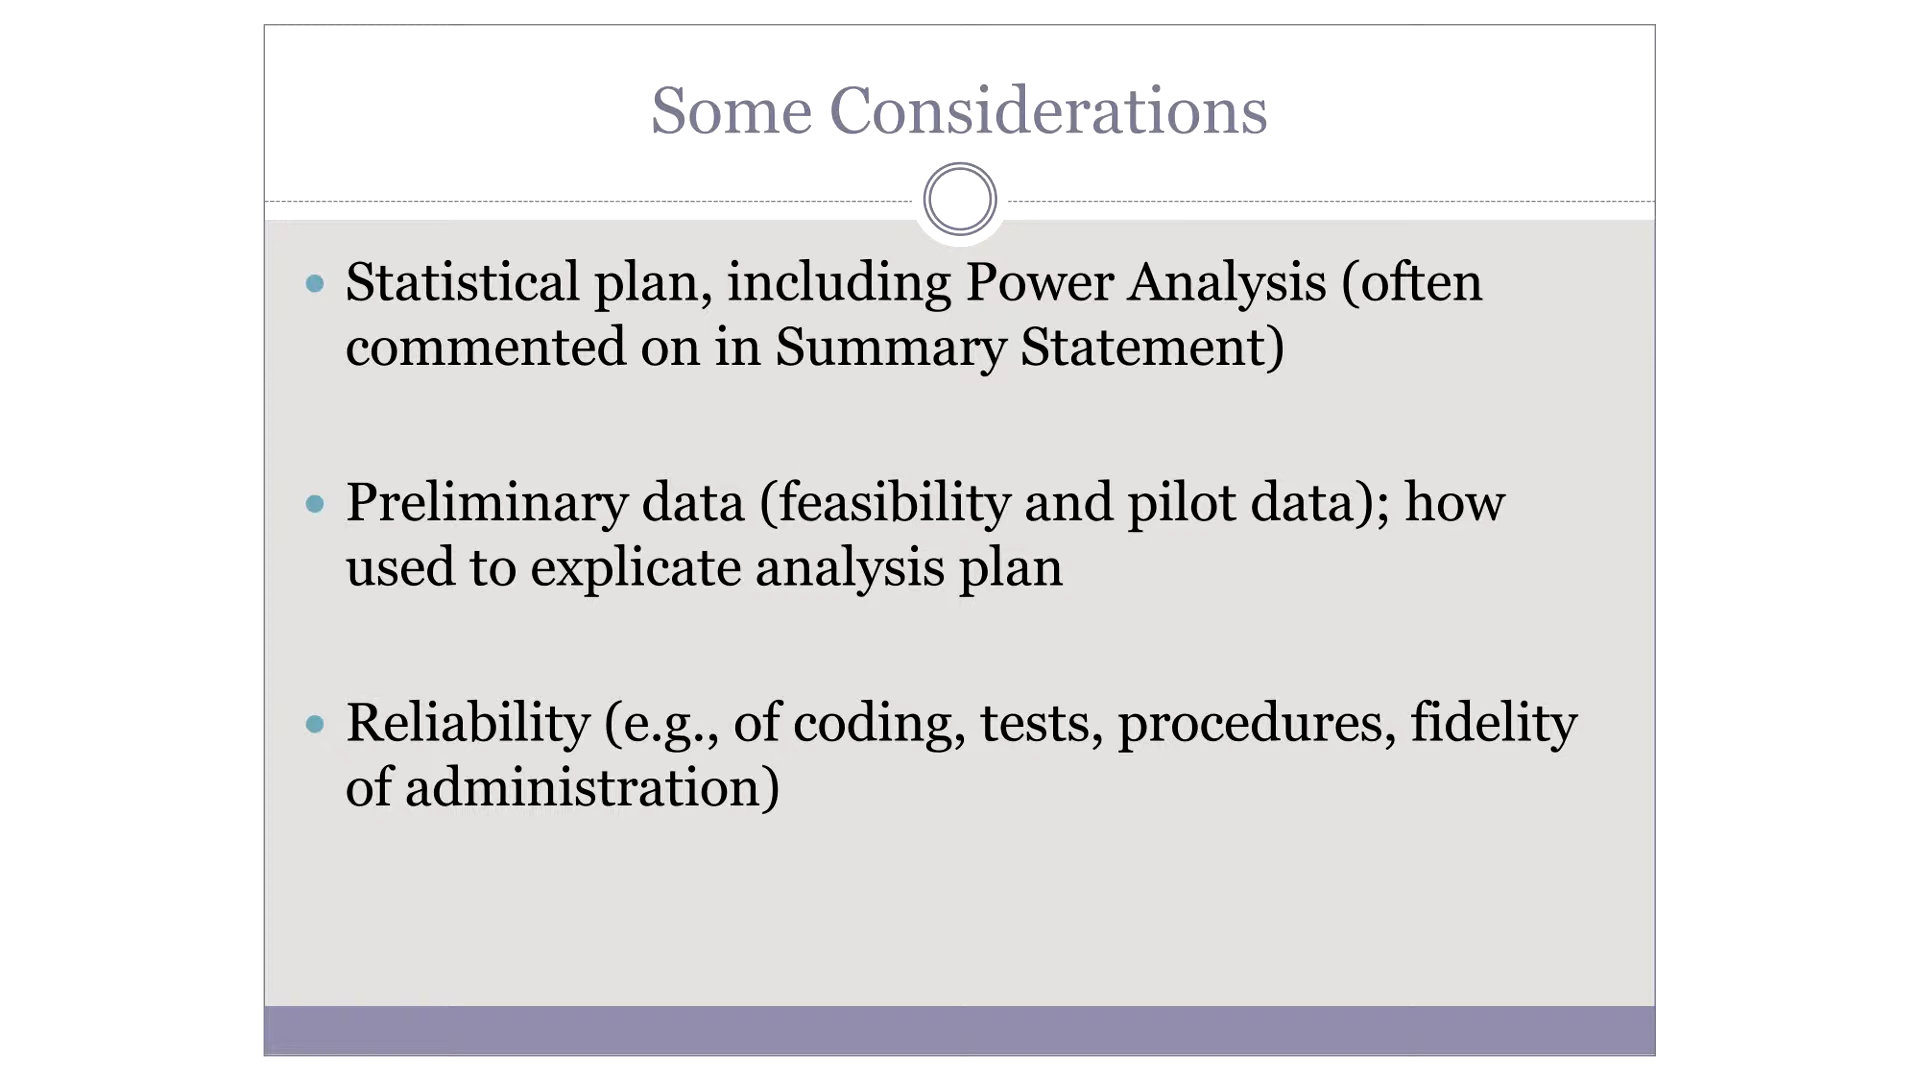 Some Considerations
• Statistical plan, including Power Analysis (often
commented on in Summary Statement)
• Preliminary data (feasibility and pilot data); how
used to explicate analysis plan
• Reliability (e.g., of coding, tests, procedures, fidelity
of administration)